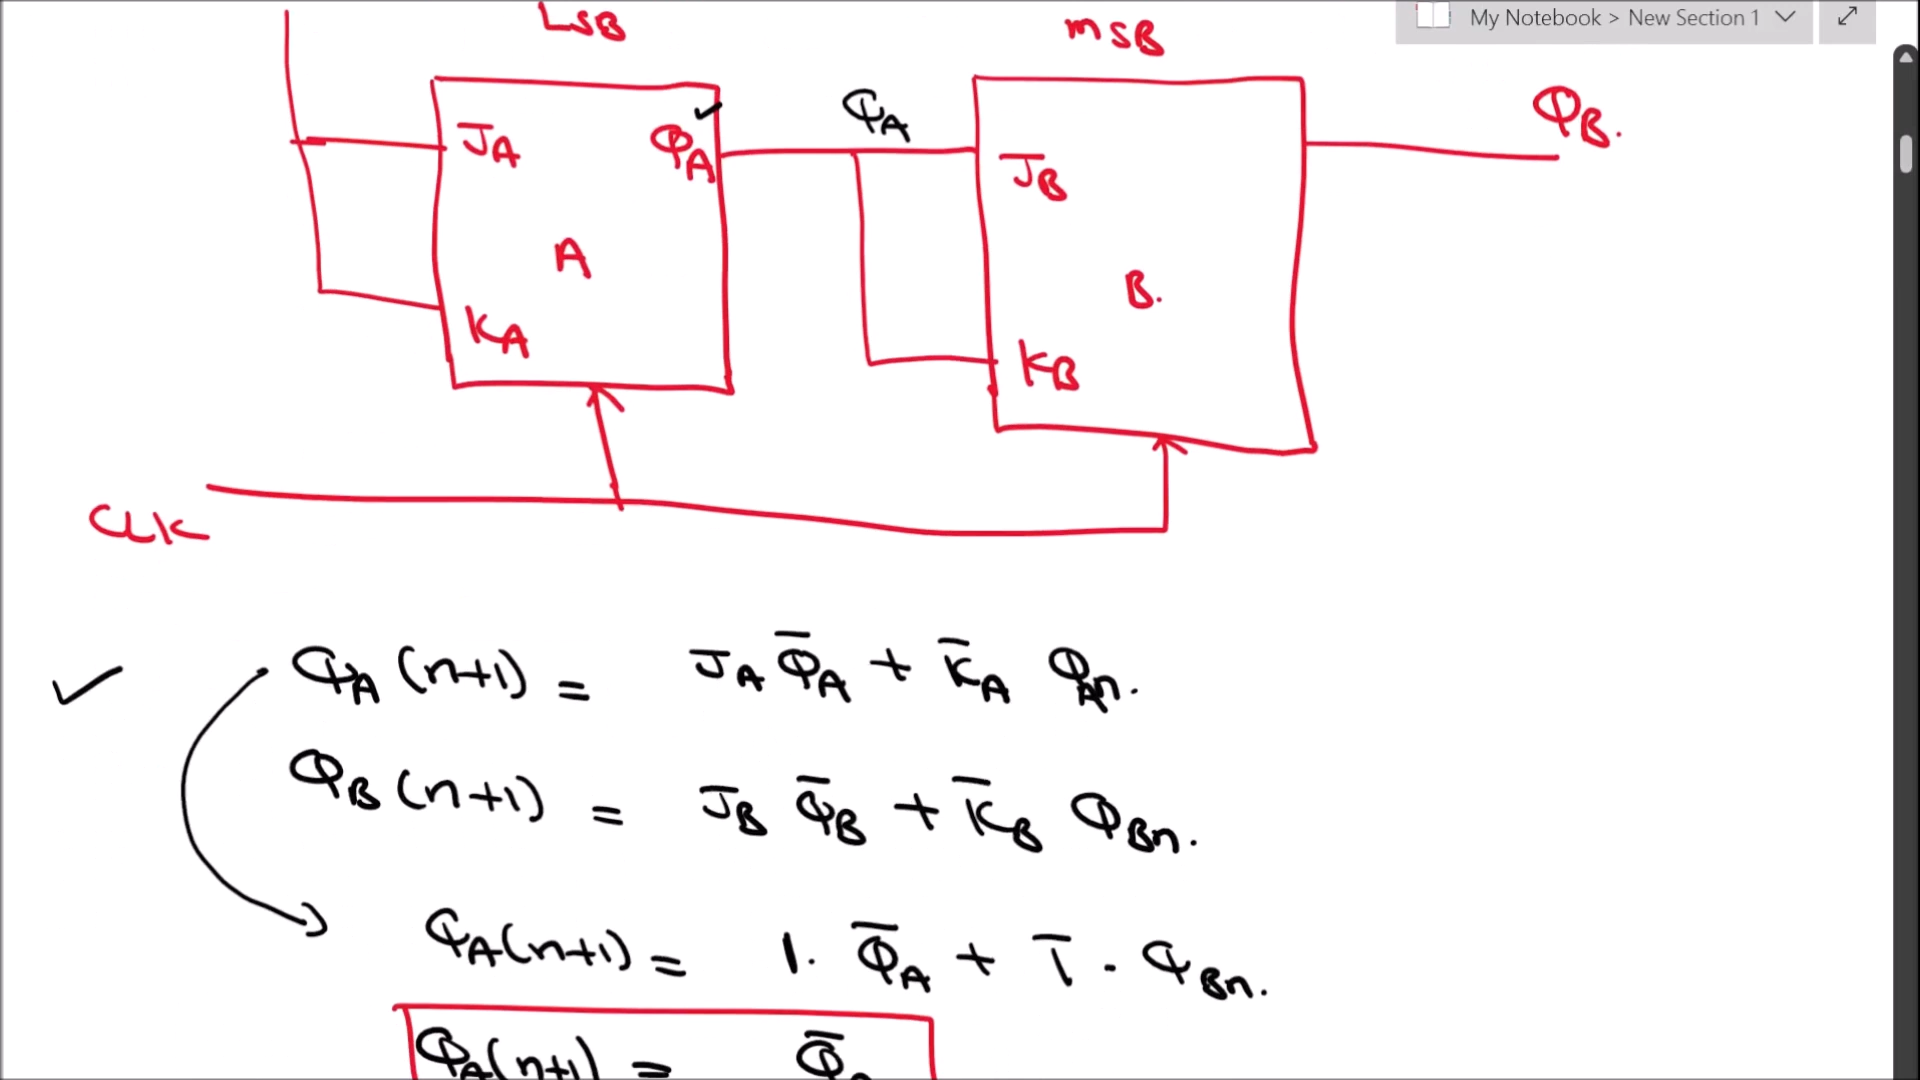 My Notebook > New Section 1
LSB
MSB
JA
QA
QA
JB
QB.
A
B.
KA
KB
CLK
QA (n+1) = JA Q̅A + K̅A QAn.
QB (n+1) = JB Q̅B + K̅B QBn.
QA(n+1) = 1. Q̅A + 1̅ . QBn.
QA(n+1) = Q̅